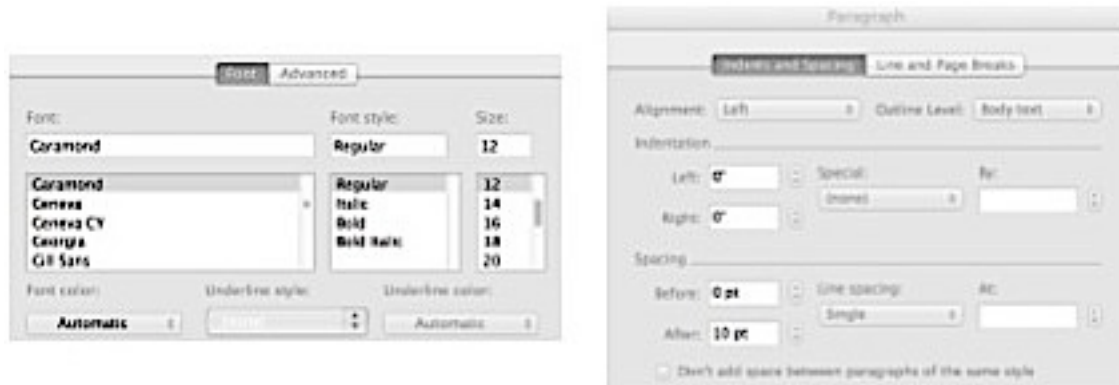 Font Advanced
Font: Font style: Size:
Garamond Regular 12
Garamond Regular 12
Geneva Italic 14
Geneva CY Bold 16
Georgia Bold Italic 18
Gill Sans 20
Font color: Underline style: Underline color:
Automatic Automatic
Paragraph
Indents and Spacing Line and Page Breaks
Alignment: Left Outline Level: Body text
Indentation
Left: 0" Special: By:
(none)
Right: 0"
Spacing
Before: 0 pt Line spacing: At:
Single
After: 10 pt
Don't add space between paragraphs of the same style